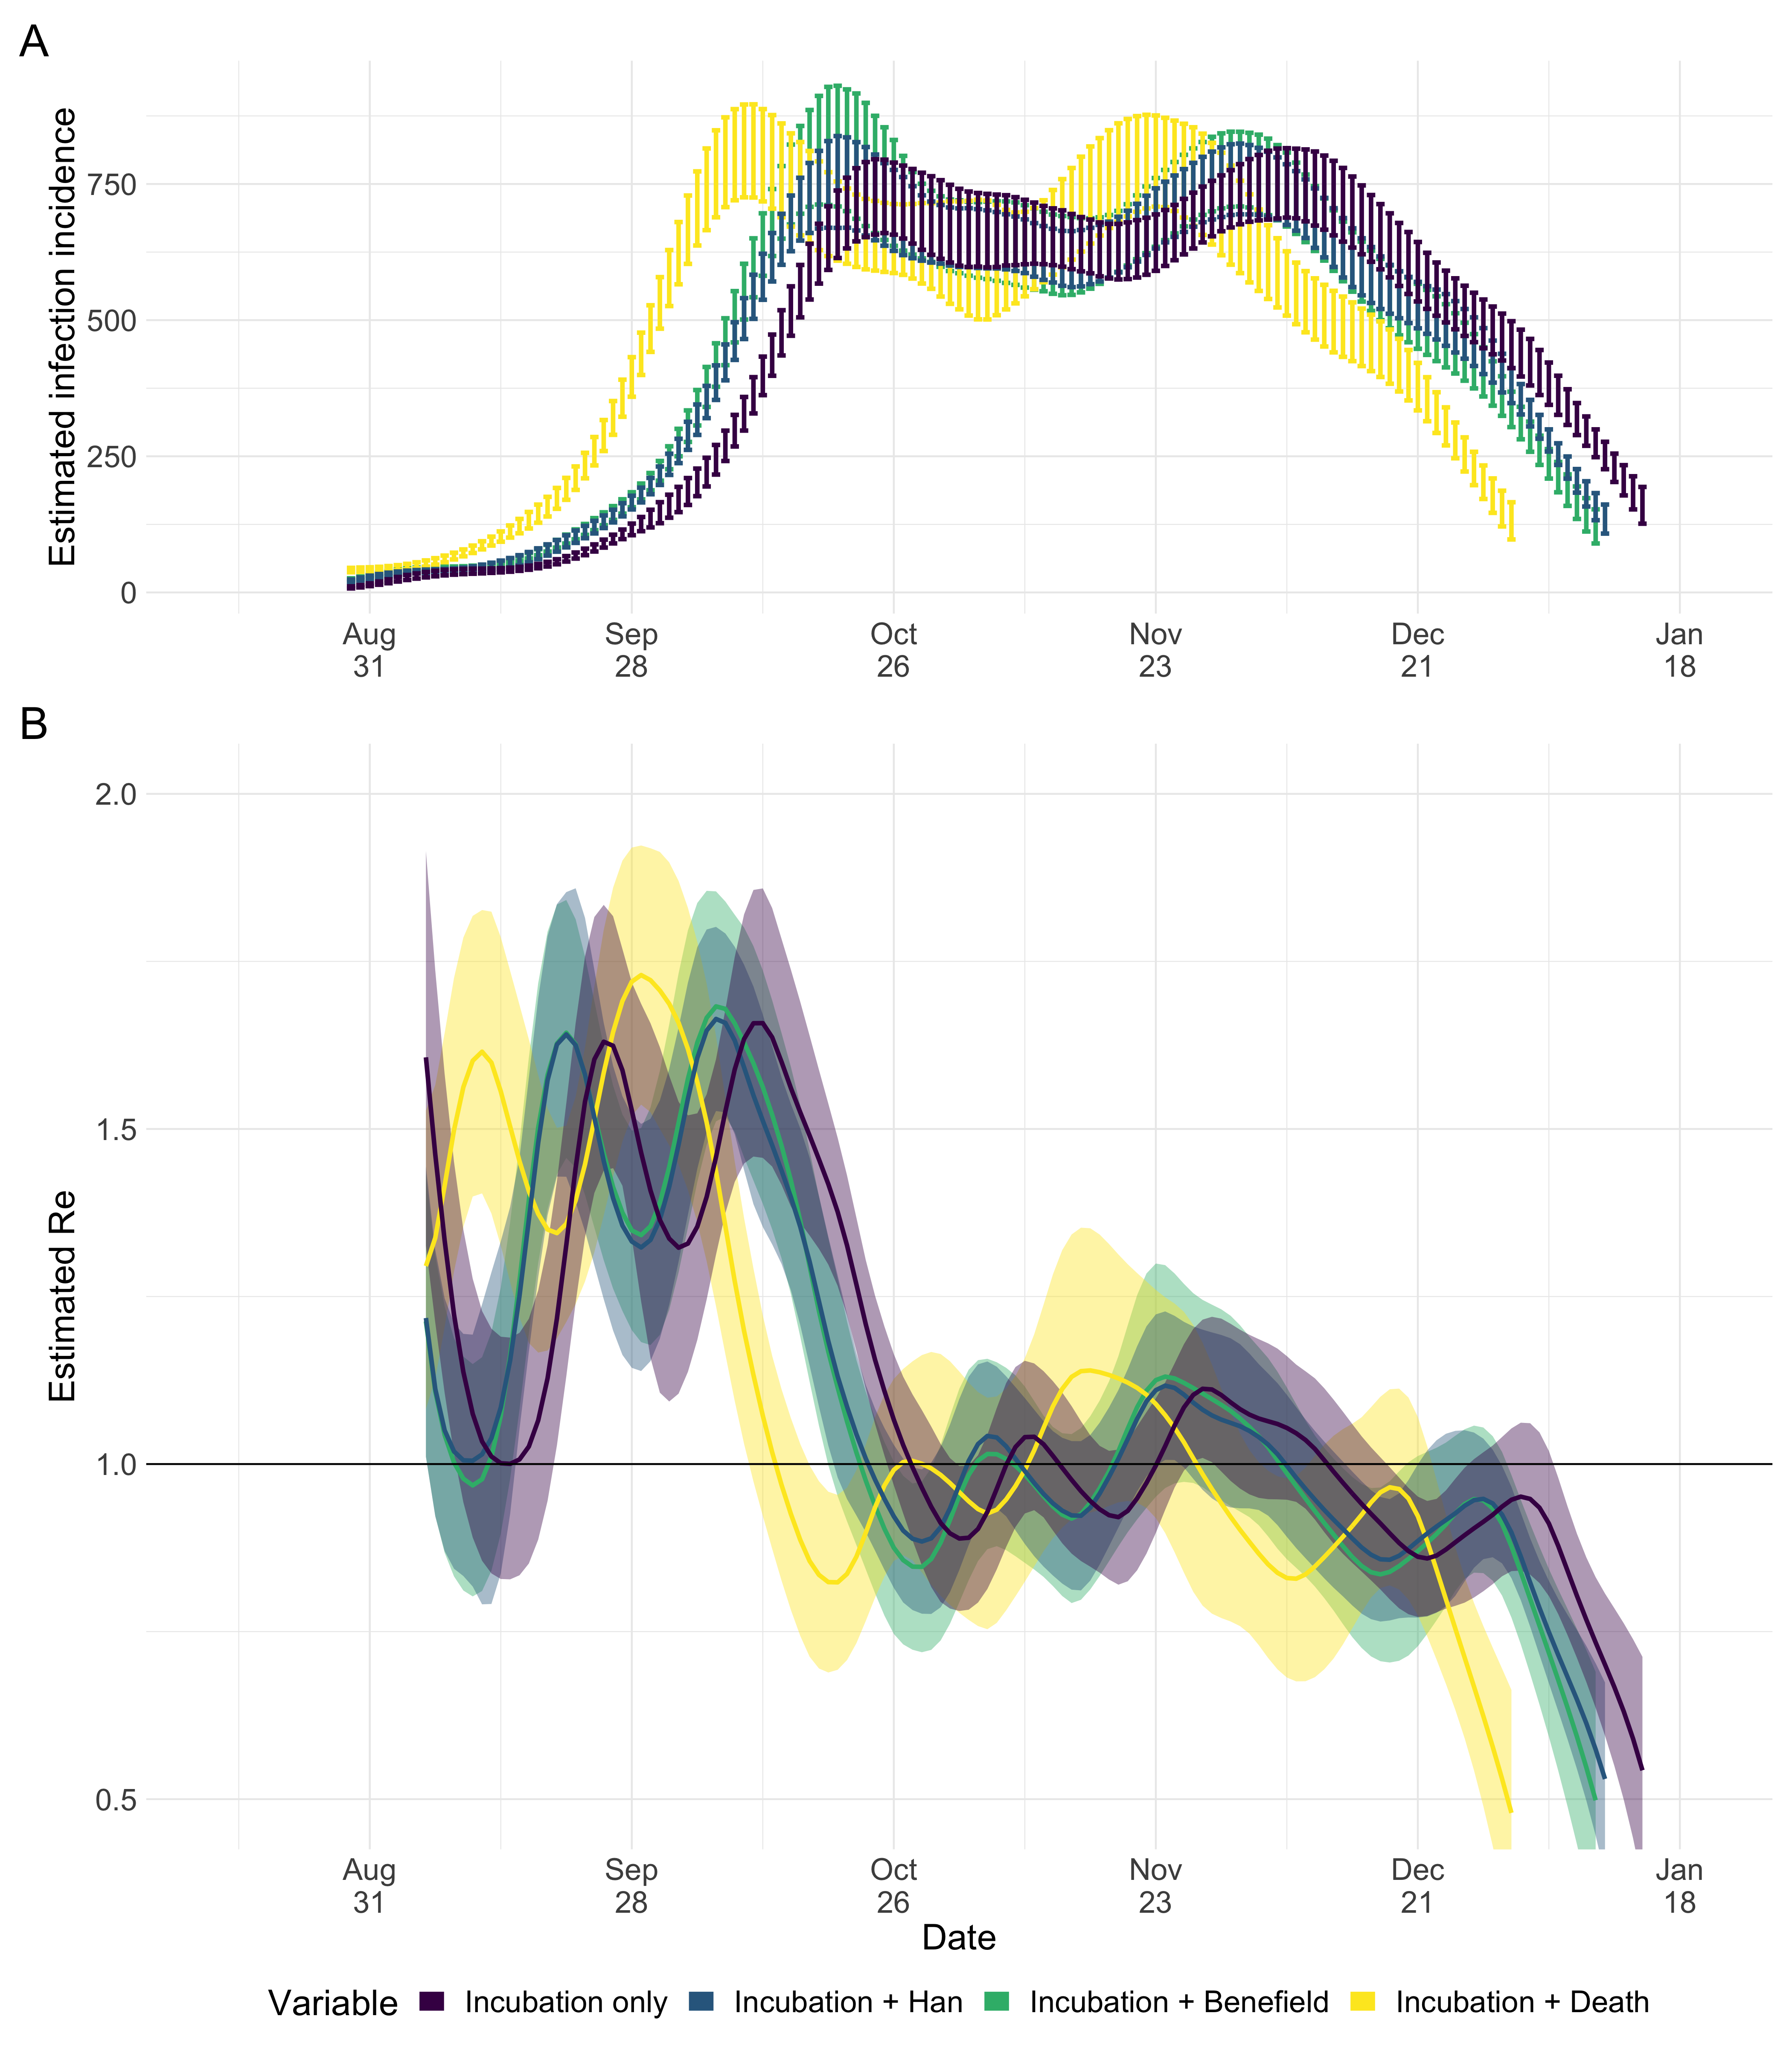 A
Estimated infection incidence
750
500
250
0
Aug Sep Oct Nov Dec Jan
31 28 26 23 21 18
B
Estimated Re
2.0
1.5
1.0
0.5
Aug Sep Oct Nov Dec Jan
31 28 26 23 21 18
Date
Variable Incubation only Incubation + Han Incubation + Benefield Incubation + Death